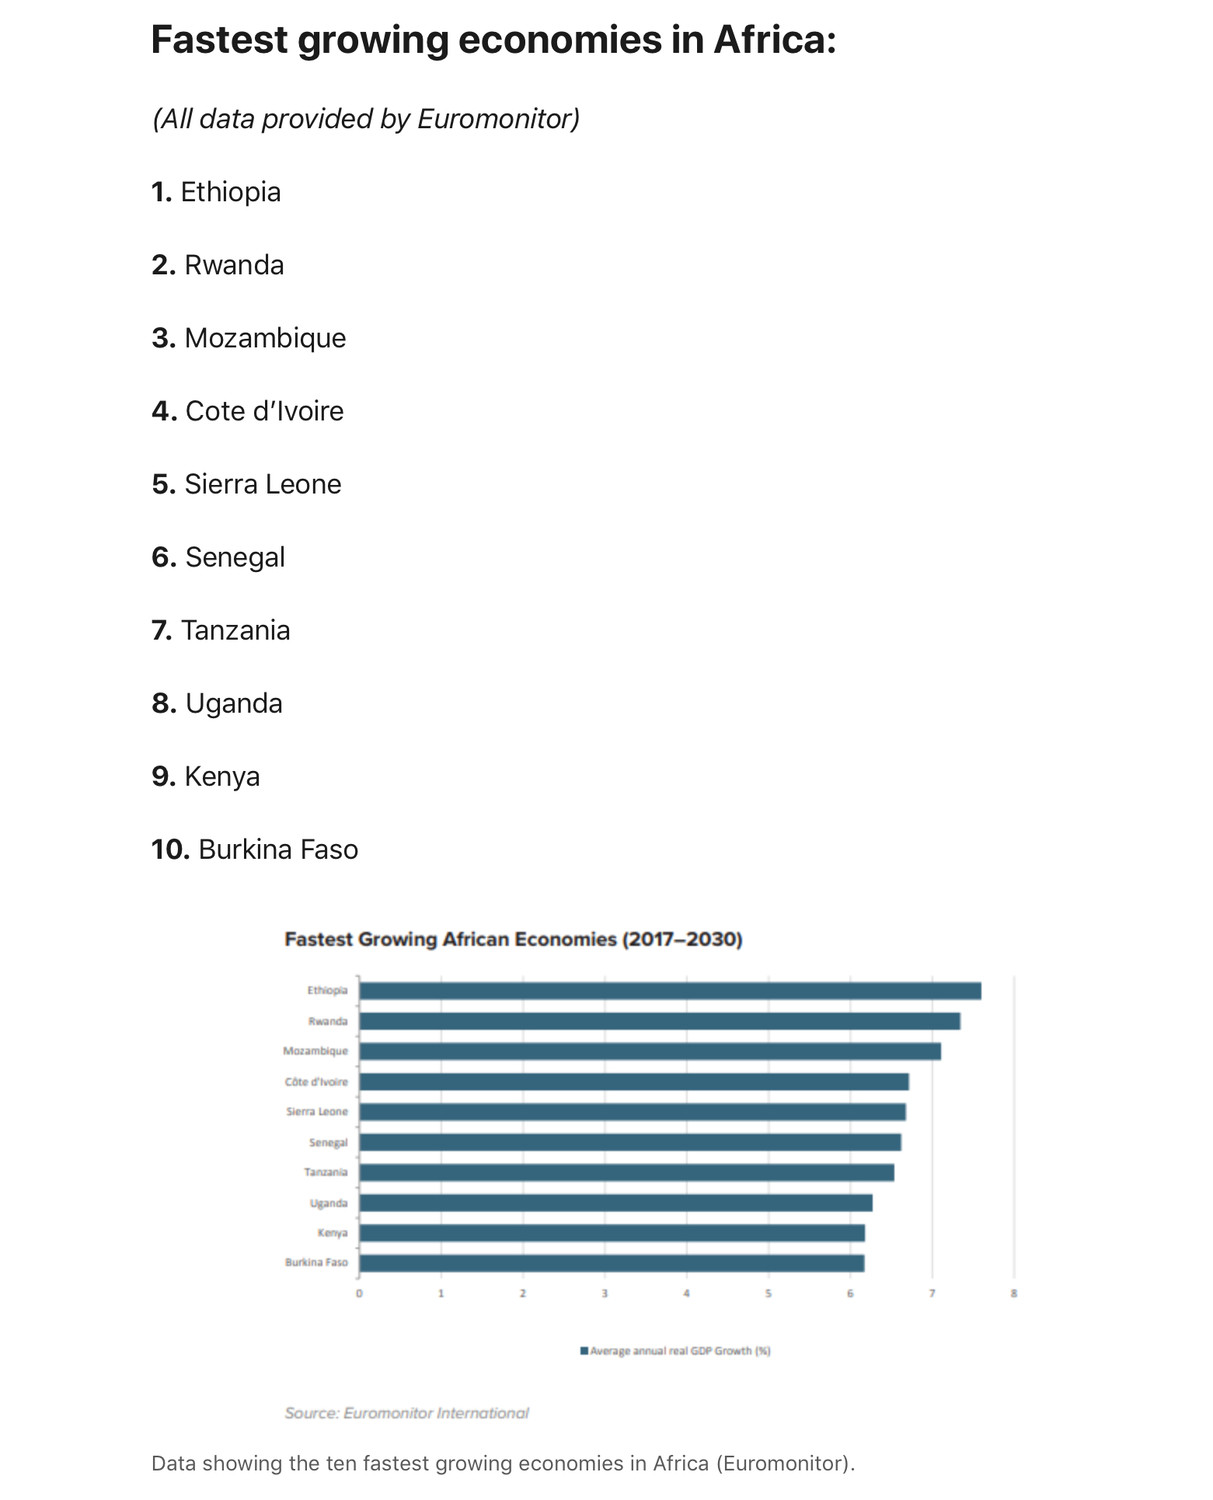 Fastest growing economies in Africa:
(All data provided by Euromonitor)
1. Ethiopia
2. Rwanda
3. Mozambique
4. Cote d’Ivoire
5. Sierra Leone
6. Senegal
7. Tanzania
8. Uganda
9. Kenya
10. Burkina Faso
Fastest Growing African Economies (2017–2030)
Ethiopia
Rwanda
Mozambique
Côte d'Ivoire
Sierra Leone
Senegal
Tanzania
Uganda
Kenya
Burkina Faso
0 1 2 3 4 5 6 7 8
Average annual real GDP Growth (%)
Source: Euromonitor International
Data showing the ten fastest growing economies in Africa (Euromonitor).